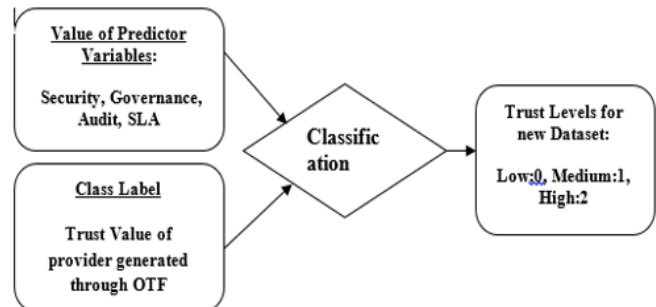 Value of Predictor
Variables:
Security, Governance,
Audit, SLA
Class Label
Trust Value of
provider generated
through OTF
Classific
ation
Trust Levels for
new Dataset:
Low:0, Medium:1,
High:2